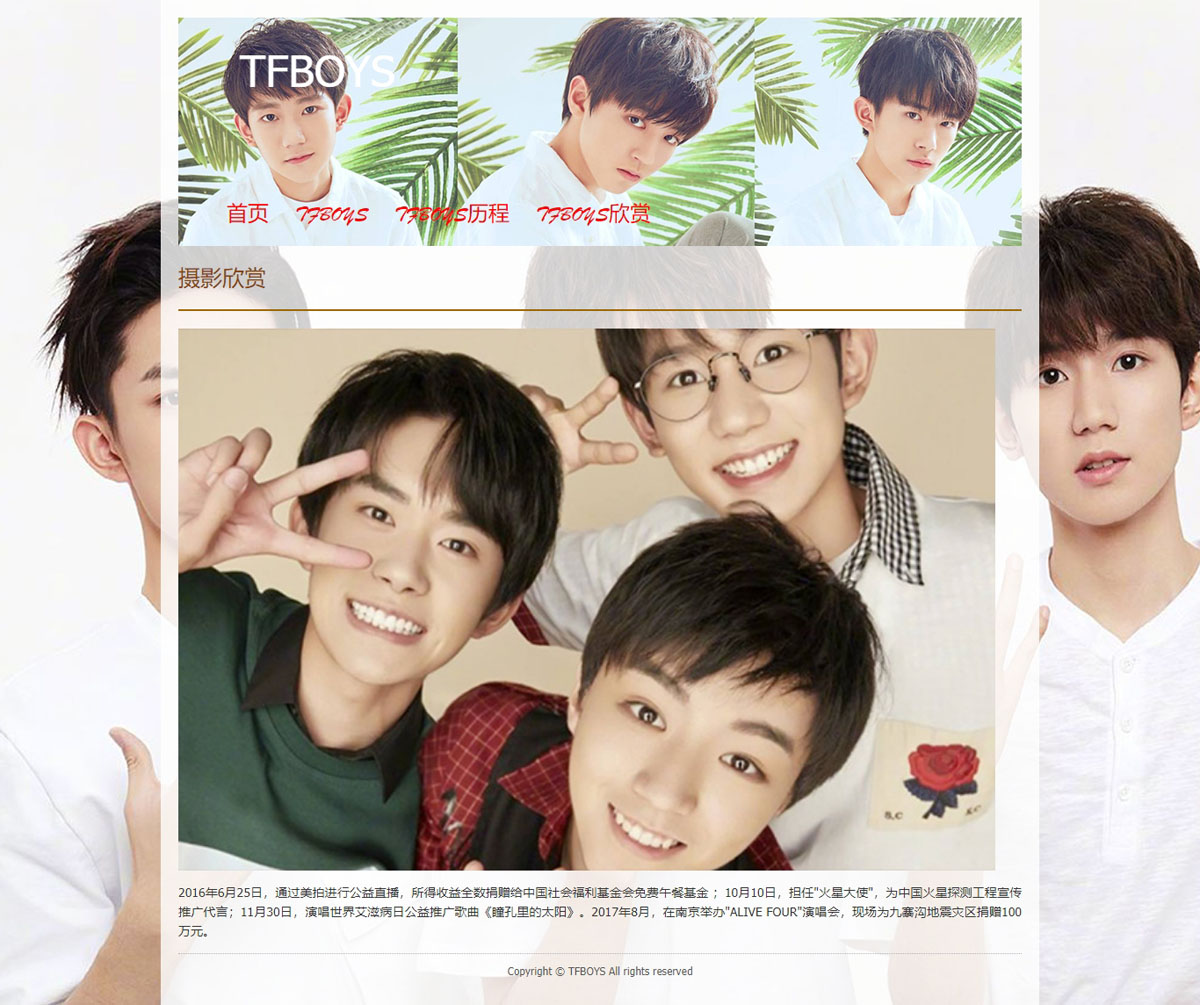 TFBOYS
首页 TFBOYS TFBOYS历程 TFBOYS欣赏
摄影欣赏
2016年6月25日，通过美拍进行公益直播，所得收益全数捐赠给中国社会福利基金会免费午餐基金 ；10月10日，担任"火星大使"，为中国火星探测工程宣传
推广代言；11月30日，演唱世界艾滋病日公益推广歌曲《瞳孔里的太阳》。2017年8月，在南京举办"ALIVE FOUR"演唱会，现场为九寨沟地震灾区捐赠100
万元。
Copyright © TFBOYS All rights reserved